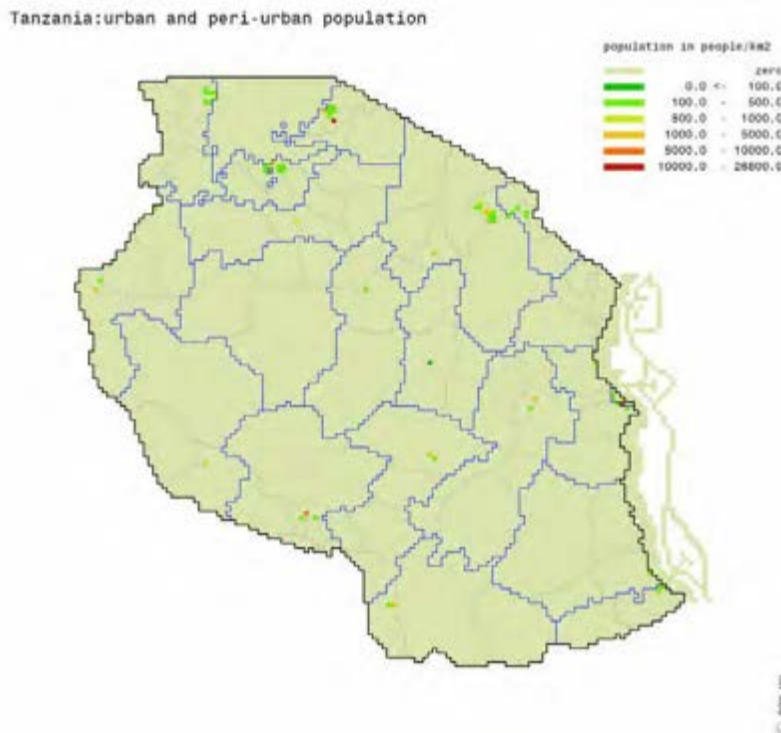 Tanzania:urban and peri-urban population
population in people/km2
zero
0.0 <- 100.0
100.0 - 500.0
500.0 - 1000.0
1000.0 - 5000.0
5000.0 - 10000.0
10000.0 - 26800.0